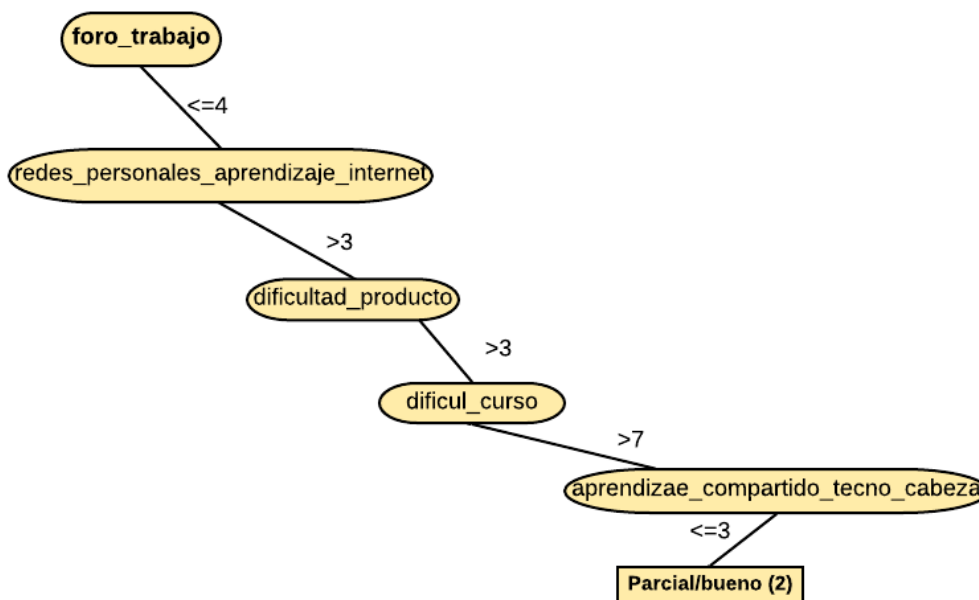 foro_trabajo
<=4
redes_personales_aprendizaje_internet
>3
dificultad_producto
>3
dificul_curso
>7
aprendizae_compartido_tecno_cabeza
<=3
Parcial/bueno (2)